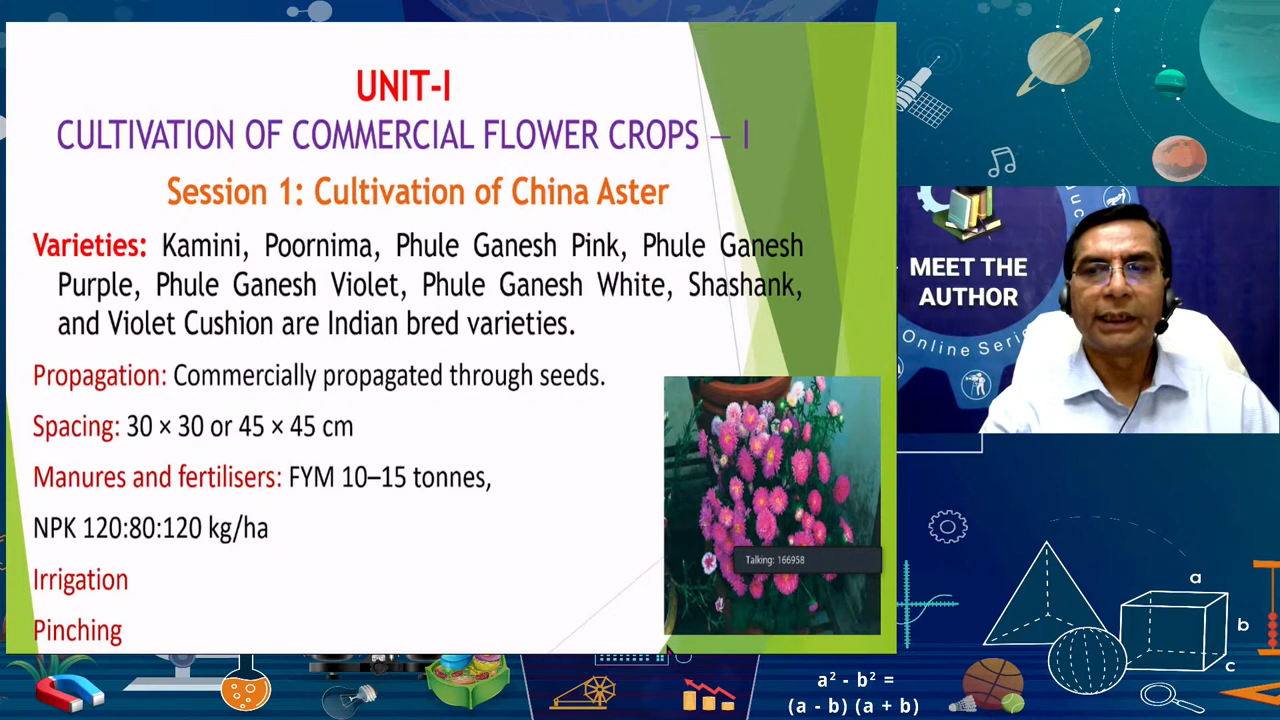 UNIT-I
CULTIVATION OF COMMERCIAL FLOWER CROPS – I
Session 1: Cultivation of China Aster
Varieties: Kamini, Poornima, Phule Ganesh Pink, Phule Ganesh
Purple, Phule Ganesh Violet, Phule Ganesh White, Shashank,
and Violet Cushion are Indian bred varieties.
Propagation: Commercially propagated through seeds.
Spacing: 30 × 30 or 45 × 45 cm
Manures and fertilisers: FYM 10–15 tonnes,
NPK 120:80:120 kg/ha
Irrigation
Pinching
Talking: 166958
MEET THE
AUTHOR
Online Serie
a
b
c
a² - b² =
(a - b) (a + b)